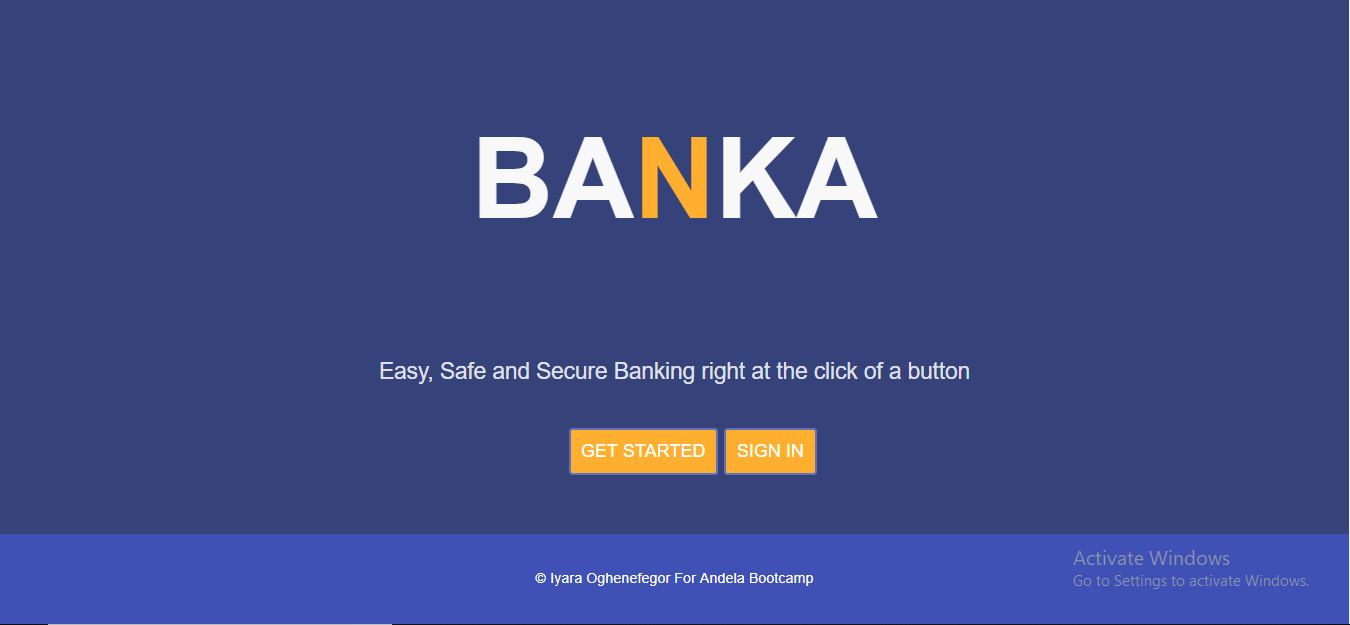 BANKA
Easy, Safe and Secure Banking right at the click of a button
GET STARTED SIGN IN
© Iyara Oghenefegor For Andela Bootcamp
Activate Windows
Go to Settings to activate Windows.